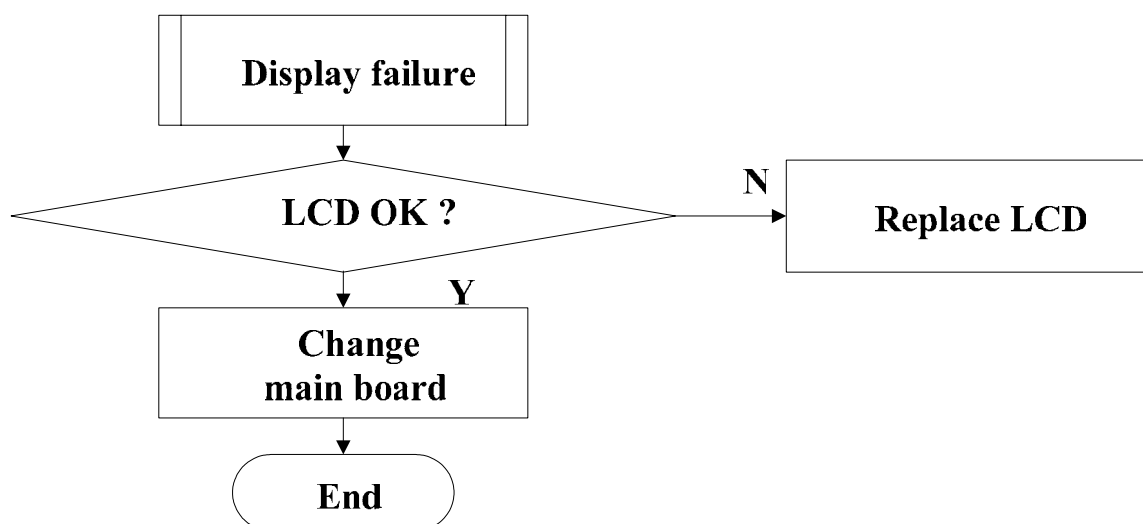 Display failure
LCD OK ?
N
Replace LCD
Y
Change
main board
End